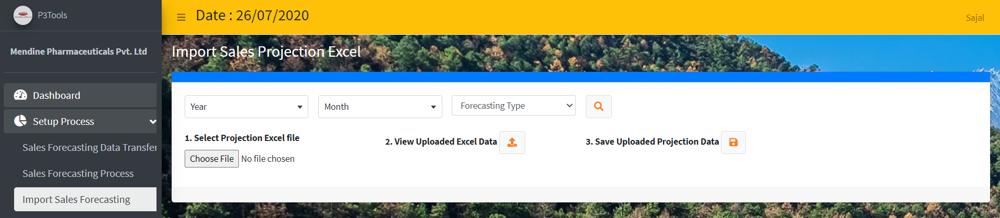 P3Tools
Date : 26/07/2020
Sajal
Mendine Pharmaceuticals Pvt. Ltd
Import Sales Projection Excel
Dashboard
Setup Process
Sales Forecasting Data Transfer
Sales Forecasting Process
Import Sales Forecasting
Year
Month
Forecasting Type
1. Select Projection Excel file
2. View Uploaded Excel Data
3. Save Uploaded Projection Data
Choose File No file chosen